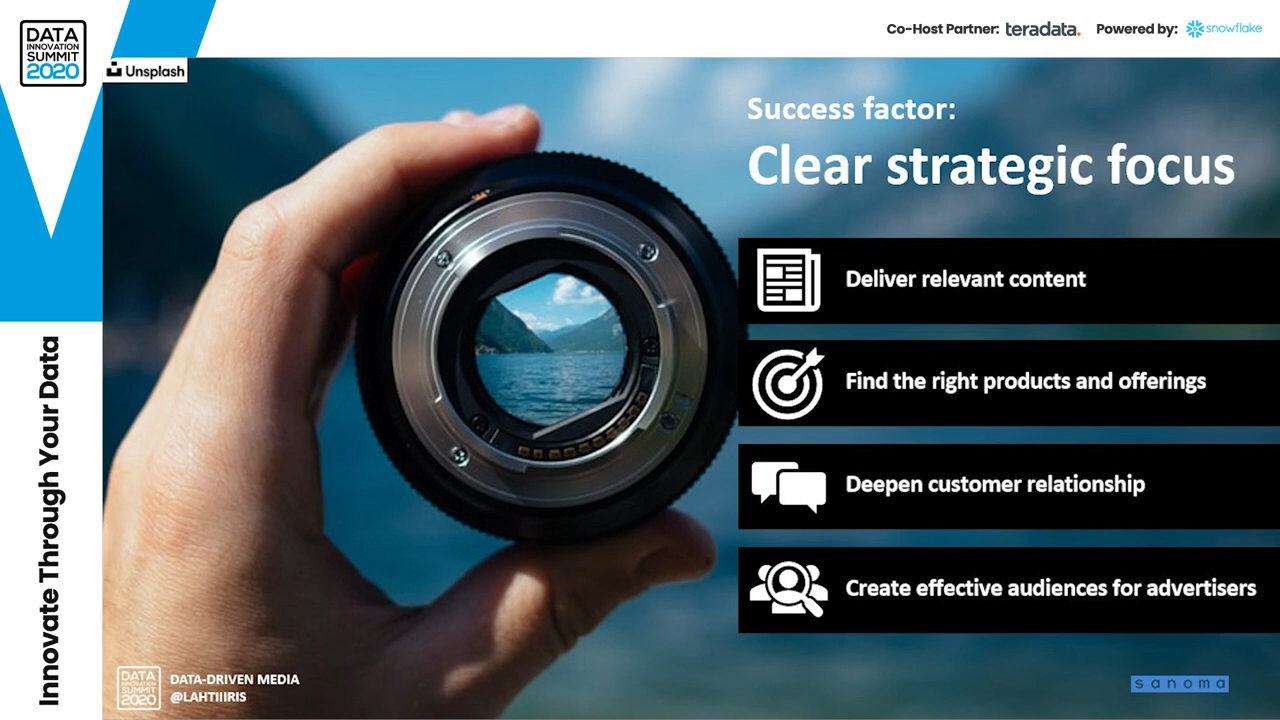 DATA
INNOVATION
SUMMIT
2020
Co-Host Partner: teradata. Powered by: snowflake
Unsplash
Success factor:
Clear strategic focus
Deliver relevant content
Find the right products and offerings
Deepen customer relationship
Create effective audiences for advertisers
Innovate Through Your Data
DATA
INNOVATION
SUMMIT
2020
DATA-DRIVEN MEDIA
@LAHTIIIRIS
sanoma